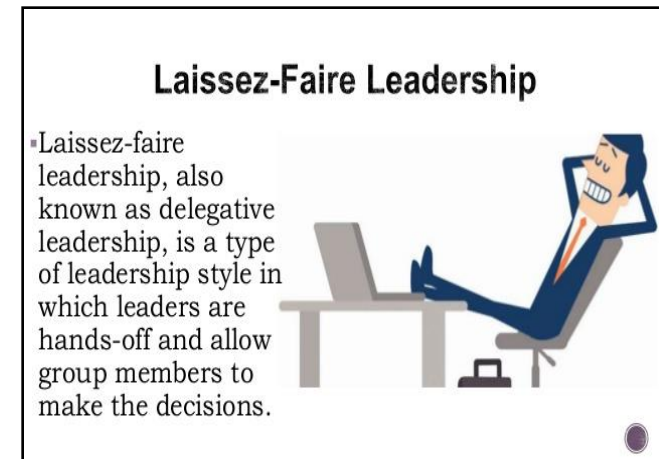 Laissez-Faire Leadership
▪Laissez-faire
leadership, also
known as delegative
leadership, is a type
of leadership style in
which leaders are
hands-off and allow
group members to
make the decisions.